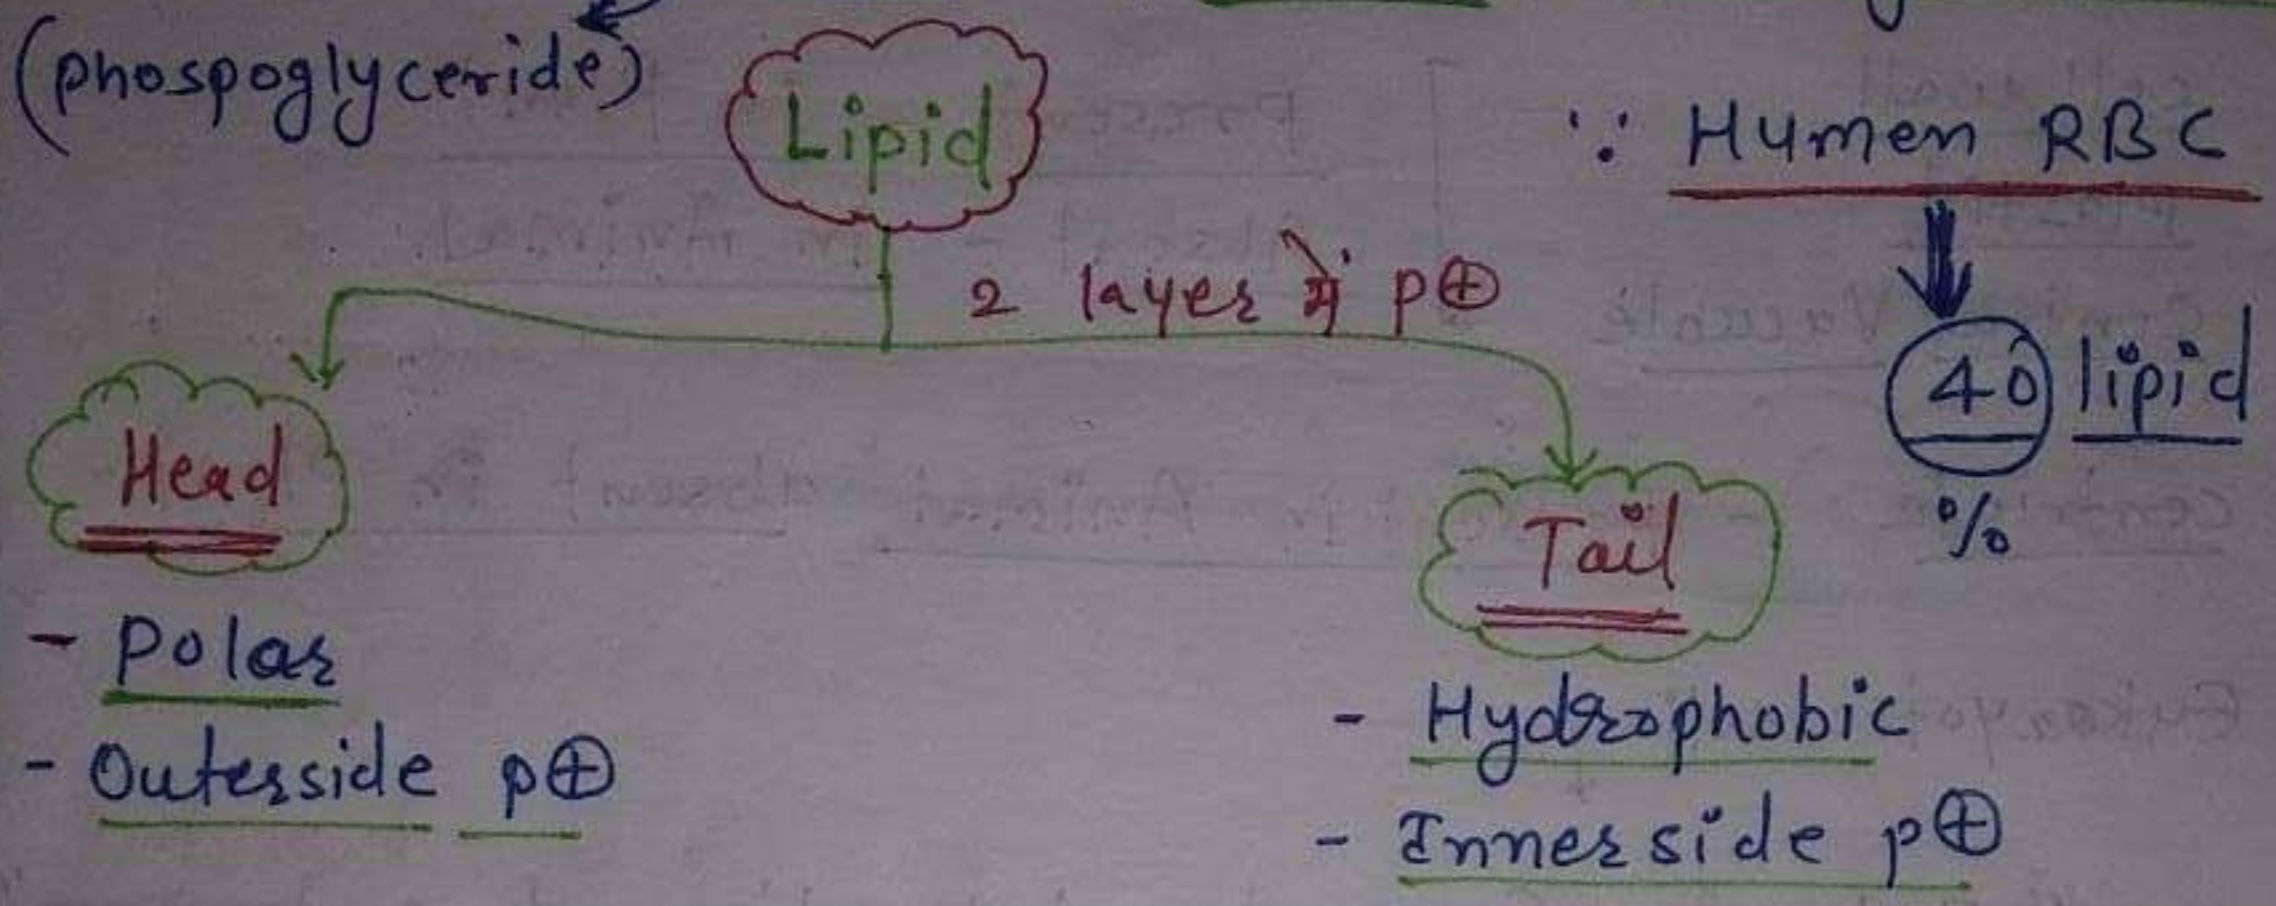 (phospoglyceride)
Lipid
∵ Humen RBC
2 layer में p⊕
40 lipid
%
Head
Tail
- Polar
- Outerside p⊕
- Hydrophobic
- Innerside p⊕